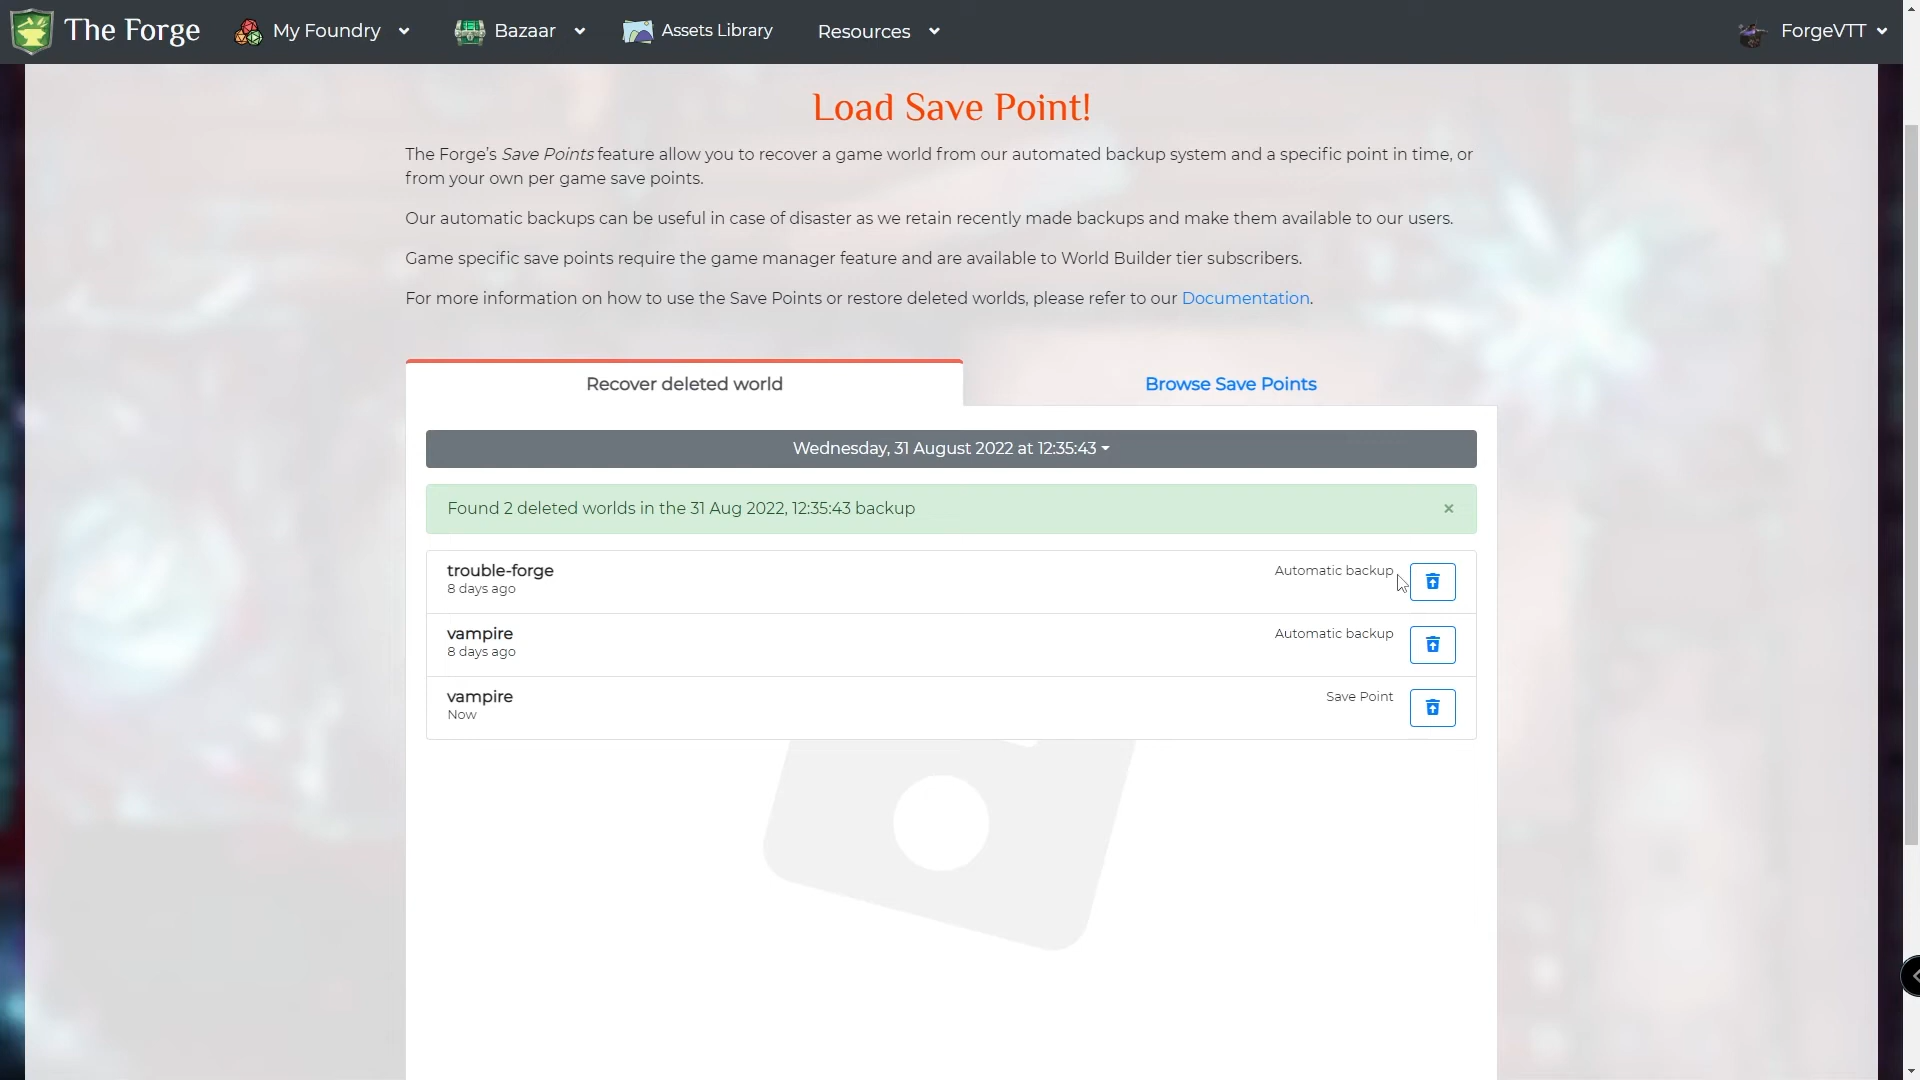 The Forge
My Foundry
Bazaar
Assets Library
Resources
ForgeVTT
Load Save Point!
The Forge's Save Points feature allow you to recover a game world from our automated backup system and a specific point in time, or
from your own per game save points.
Our automatic backups can be useful in case of disaster as we retain recently made backups and make them available to our users.
Game specific save points require the game manager feature and are available to World Builder tier subscribers.
For more information on how to use the Save Points or restore deleted worlds, please refer to our Documentation.
Recover deleted world
Browse Save Points
Wednesday, 31 August 2022 at 12:35:43
Found 2 deleted worlds in the 31 Aug 2022, 12:35:43 backup
×
trouble-forge
Automatic backup
8 days ago
vampire
Automatic backup
8 days ago
vampire
Save Point
Now